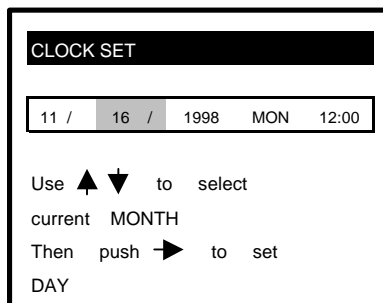 CLOCK SET
11 / 16 / 1998 MON 12:00
Use ▲ ▼ to select
current MONTH
Then push ► to set
DAY